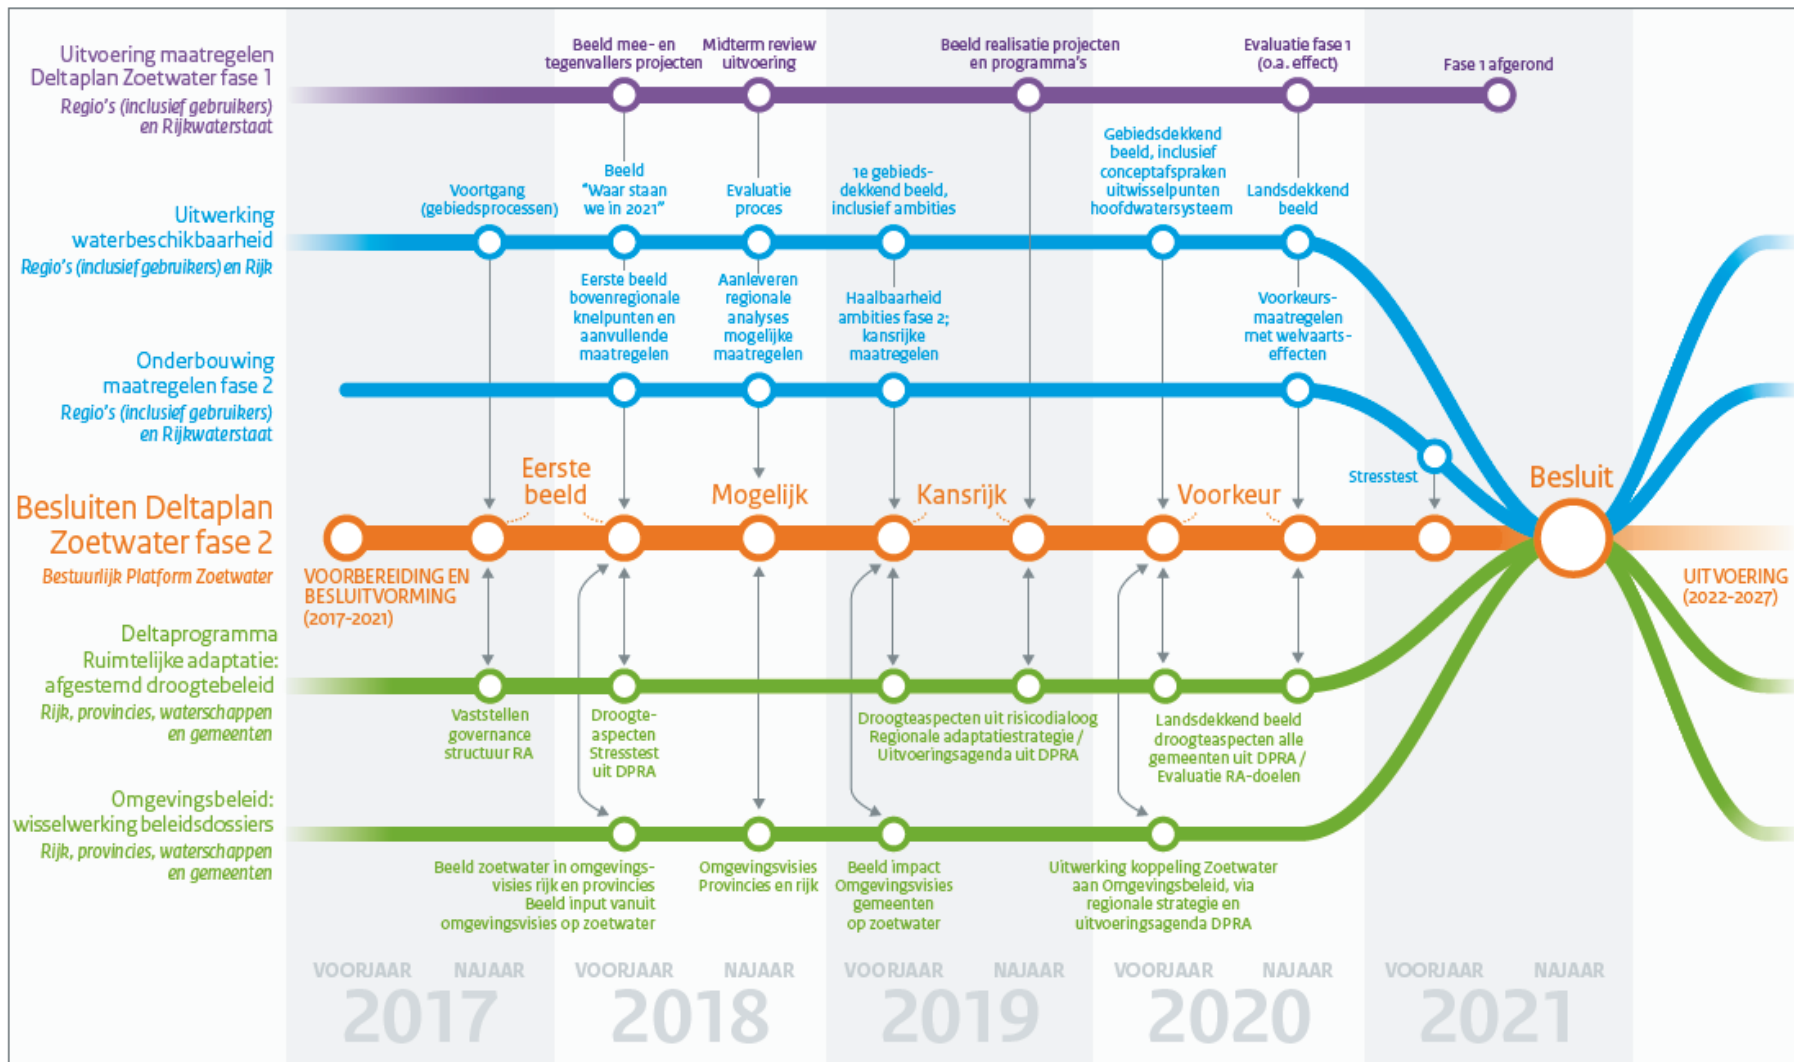 Uitvoering maatregelen
Deltaplan Zoetwater fase 1
Regio's (inclusief gebruikers)
en Rijkwaterstaat
Beeld mee- en
tegenvallers projecten
Midterm review
uitvoering
Beeld realisatie projecten
en programma's
Evaluatie fase 1
(o.a. effect)
Fase 1 afgerond
Uitwerking
waterbeschikbaarheid
Regio's (inclusief gebruikers) en Rijk
Voortgang
(gebiedsprocessen)
Beeld
"Waar staan
we in 2021"
Evaluatie
proces
1e gebieds-
dekkend beeld,
inclusief ambities
Gebiedsdekkend
beeld, inclusief
conceptafspraken
uitwisselpunten
hoofdwatersysteem
Landsdekkend
beeld
Onderbouwing
maatregelen fase 2
Regio's (inclusief gebruikers)
en Rijkwaterstaat
Eerste beeld
bovenregionale
knelpunten en
aanvullende
maatregelen
Aanleveren
regionale
analyses
mogelijke
maatregelen
Haalbaarheid
ambities fase 2;
kansrijke
maatregelen
Voorkeurs-
maatregelen
met welvaarts-
effecten
Stresstest
Besluiten Deltaplan
Zoetwater fase 2
Bestuurlijk Platform Zoetwater
Eerste
beeld
Mogelijk
Kansrijk
Voorkeur
Besluit
VOORBEREIDING EN
BESLUITVORMING
(2017-2021)
UITVOERING
(2022-2027)
Deltaprogramma
Ruimtelijke adaptatie:
afgestemd droogtebeleid
Rijk, provincies, waterschappen
en gemeenten
Vaststellen
governance
structuur RA
Droogte-
aspecten
Stresstest
uit DPRA
Droogteaspecten uit risicodialoog
Regionale adaptatiestrategie /
Uitvoeringsagenda uit DPRA
Landsdekkend beeld
droogteaspecten alle
gemeenten uit DPRA /
Evaluatie RA-doelen
Omgevingsbeleid:
wisselwerking beleidsdossiers
Rijk, provincies, waterschappen
en gemeenten
Beeld zoetwater in omgevings-
visies rijk en provincies
Beeld input vanuit
omgevingsvisies op zoetwater
Omgevingsvisies
Provincies en rijk
Beeld impact
Omgevingsvisies
gemeenten
op zoetwater
Uitwerking koppeling Zoetwater
aan Omgevingsbeleid, via
regionale strategie en
uitvoeringsagenda DPRA
VOORJAAR NAJAAR VOORJAAR NAJAAR VOORJAAR NAJAAR VOORJAAR NAJAAR VOORJAAR NAJAAR
2017 2018 2019 2020 2021